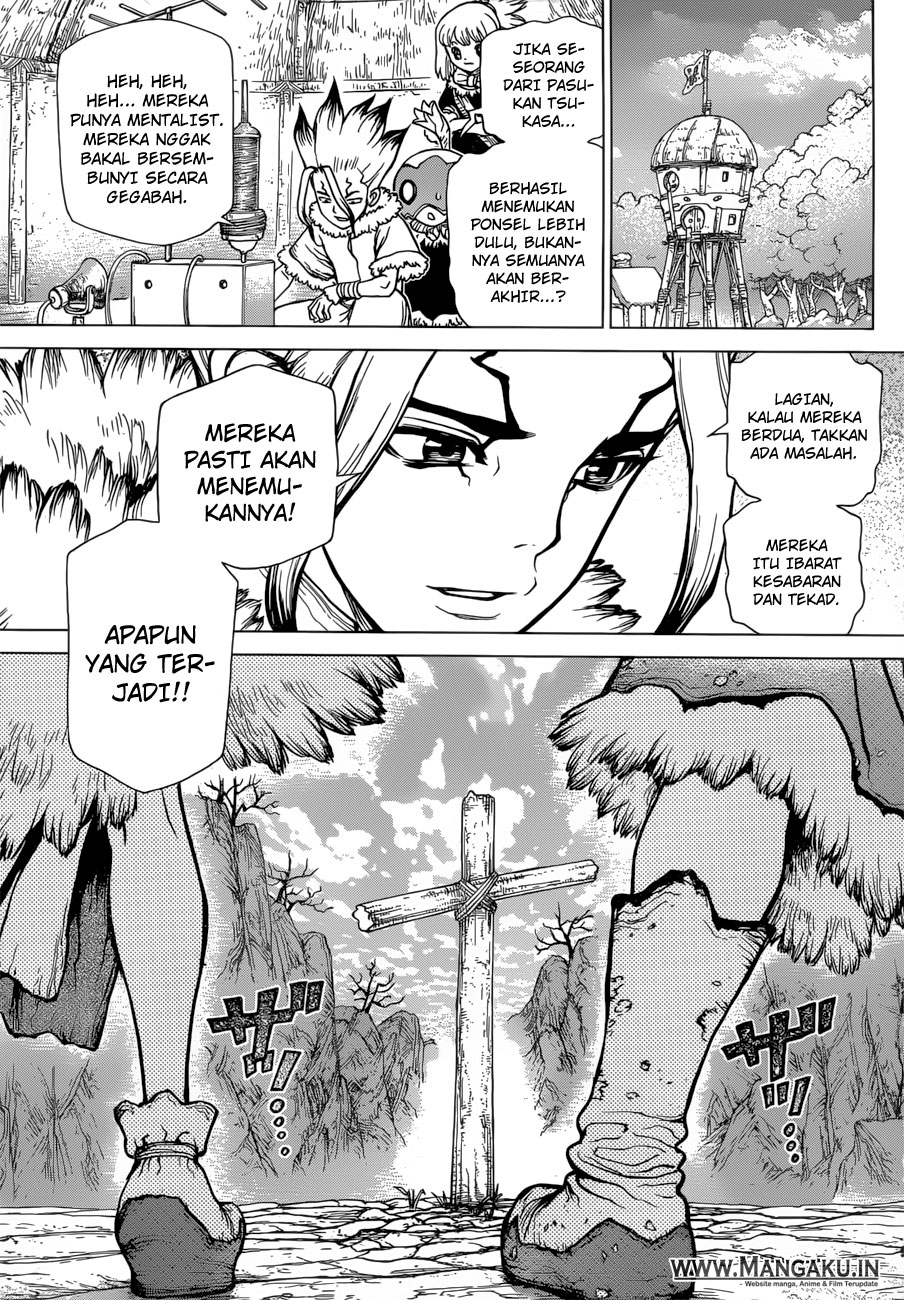 JIKA SE-
SEORANG
DARI PASU-
KAN TSU-
KASA...
BERHASIL
MENEMUKAN
PONSEL LEBIH
DULU, BUKAN-
NYA SEMUANYA
AKAN BER-
AKHIR...?
HEH, HEH,
HEH... MEREKA
PUNYA MENTALIST.
MEREKA NGGAK
BAKAL BERSEM-
BUNYI SECARA
GEGABAH.
LAGIAN,
KALAU MEREKA
BERDUA, TAKKAN
ADA MASALAH.
MEREKA
ITU IBARAT
KESABARAN
DAN TEKAD.
MEREKA
PASTI AKAN
MENEMU-
KANNYA!
APAPUN
YANG TER-
JADI!!
ザ!!...
ザ!!...
WWW.MANGAKU.IN
- Website manga, Anime & Film Terupdate